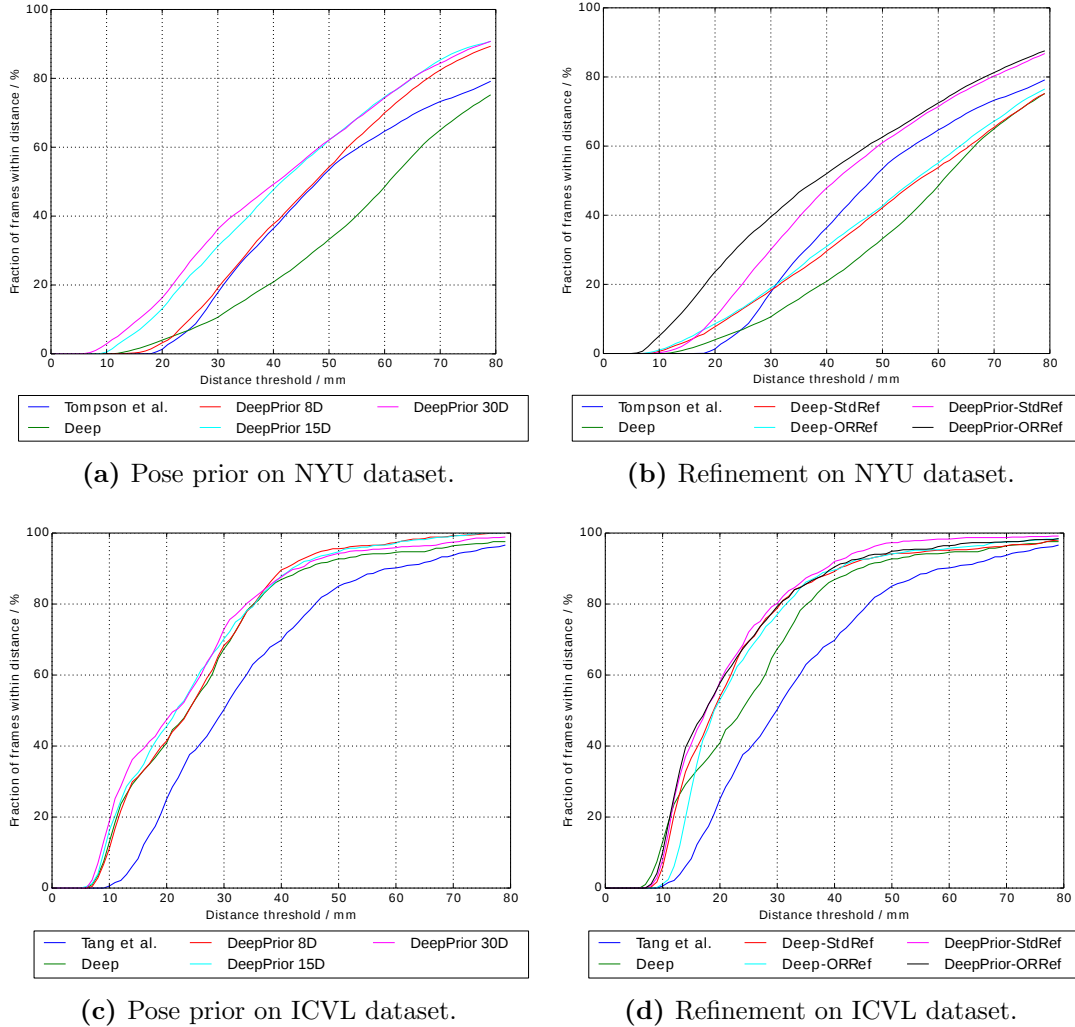 100
80
60
40
20
0
0 10 20 30 40 50 60 70 80
Fraction of frames within distance / %
Distance threshold / mm
Tompson et al. DeepPrior 8D DeepPrior 30D
Deep DeepPrior 15D
(a) Pose prior on NYU dataset.
100
80
60
40
20
0
0 10 20 30 40 50 60 70 80
Fraction of frames within distance / %
Distance threshold / mm
Tompson et al. Deep-StdRef DeepPrior-StdRef
Deep Deep-ORRef DeepPrior-ORRef
(b) Refinement on NYU dataset.
100
80
60
40
20
0
0 10 20 30 40 50 60 70 80
Fraction of frames within distance / %
Distance threshold / mm
Tang et al. DeepPrior 8D DeepPrior 30D
Deep DeepPrior 15D
(c) Pose prior on ICVL dataset.
100
80
60
40
20
0
0 10 20 30 40 50 60 70 80
Fraction of frames within distance / %
Distance threshold / mm
Tang et al. Deep-StdRef DeepPrior-StdRef
Deep Deep-ORRef DeepPrior-ORRef
(d) Refinement on ICVL dataset.